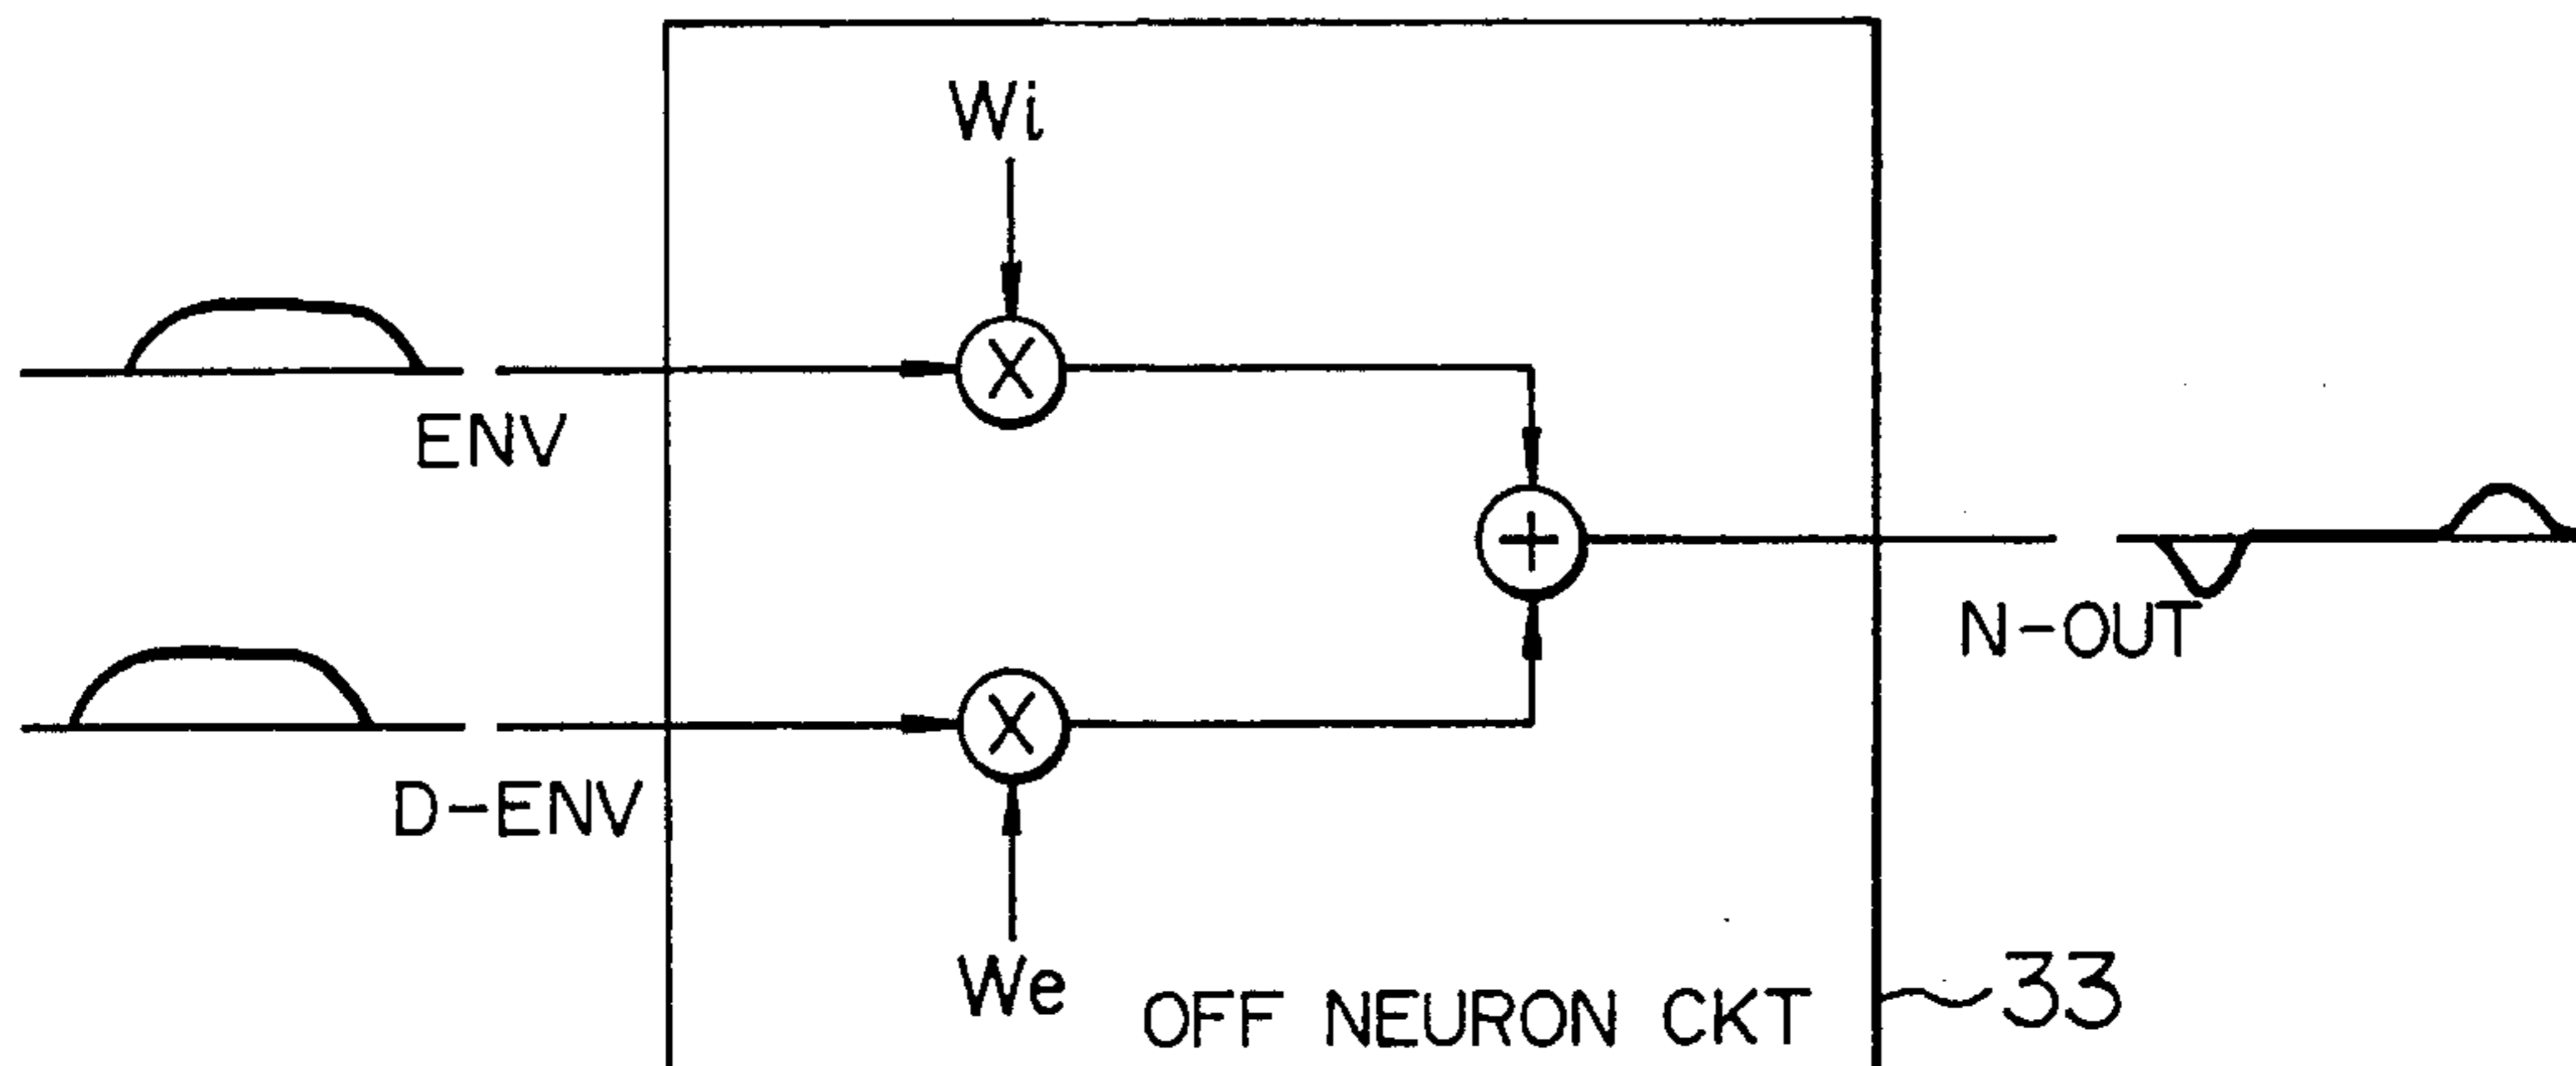 Wi
ENV
N-OUT
D-ENV
We
OFF NEURON CKT
33